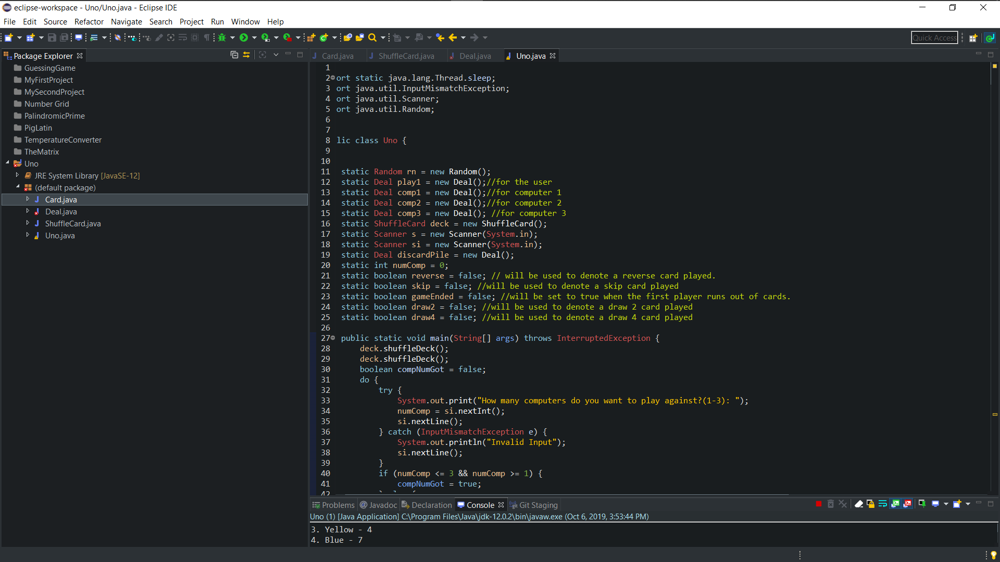 eclipse-workspace - Uno/Uno.java - Eclipse IDE
File Edit Source Refactor Navigate Search Project Run Window Help
Quick Access
Package Explorer
GuessingGame
MyFirstProject
MySecondProject
Number Grid
PalindromicPrime
PigLatin
TemperatureConverter
TheMatrix
Uno
JRE System Library [JavaSE-12]
(default package)
Card.java
Deal.java
ShuffleCard.java
Uno.java
Card.java ShuffleCard.java Deal.java Uno.java
1
2 ort static java.lang.Thread.sleep;
3 ort java.util.InputMismatchException;
4 ort java.util.Scanner;
5 ort java.util.Random;
6
7
8 lic class Uno {
9
10
11 static Random rn = new Random();
12 static Deal play1 = new Deal();//for the user
13 static Deal comp1 = new Deal();//for computer 1
14 static Deal comp2 = new Deal();//for computer 2
15 static Deal comp3 = new Deal(); //for computer 3
16 static ShuffleCard deck = new ShuffleCard();
17 static Scanner s = new Scanner(System.in);
18 static Scanner si = new Scanner(System.in);
19 static Deal discardPile = new Deal();
20 static int numComp = 0;
21 static boolean reverse = false; // will be used to denote a reverse card played.
22 static boolean skip = false; //will be used to denote a skip card played
23 static boolean gameEnded = false; //will be set to true when the first player runs out of cards.
24 static boolean draw2 = false; //will be used to denote a draw 2 card played
25 static boolean draw4 = false; //will be used to denote a draw 4 card played
26
27 public static void main(String[] args) throws InterruptedException {
28 deck.shuffleDeck();
29 deck.shuffleDeck();
30 boolean compNumGot = false;
31 do {
32 try {
33 System.out.print("How many computers do you want to play against?(1-3): ");
34 numComp = si.nextInt();
35 si.nextLine();
36 } catch (InputMismatchException e) {
37 System.out.println("Invalid Input");
38 si.nextLine();
39 }
40 if (numComp <= 3 && numComp >= 1) {
41 compNumGot = true;
42
Problems Javadoc Declaration Console Git Staging
Uno (1) [Java Application] C:\Program Files\Java\jdk-12.0.2\bin\javaw.exe (Oct 6, 2019, 3:53:44 PM)
3. Yellow - 4
4. Blue - 7